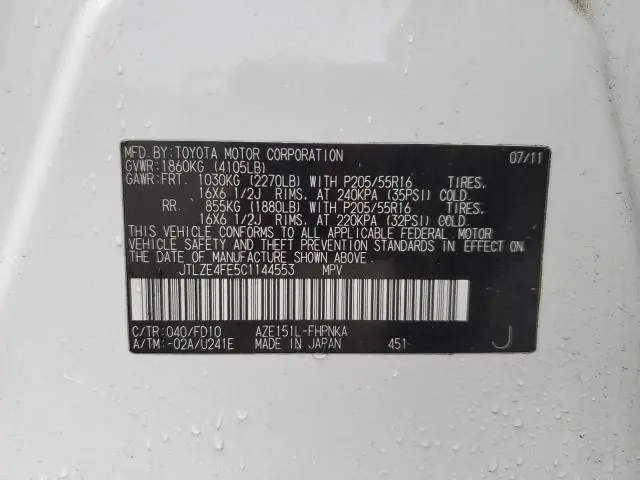 MFD. BY: TOYOTA MOTOR CORPORATION 07/11
GVWR: 1860KG (4105LB)
GAWR: FRT. 1030KG (2270LB) WITH P205/55R16 TIRES.
16X6 1/2J RIMS. AT 240KPA (35PSI) COLD.
RR. 855KG (1880LB) WITH P205/55R16 TIRES.
16X6 1/2J RIMS. AT 220KPA (32PSI) COLD.
THIS VEHICLE CONFORMS TO ALL APPLICABLE FEDERAL MOTOR
VEHICLE SAFETY AND THEFT PREVENTION STANDARDS IN EFFECT ON
THE DATE OF MANUFACTURE SHOWN ABOVE.
JTLZE4FE5C1144553 MPV
C/TR: 040/FD10 AZE151L-FHPNKA
A/TM: -02A/U241E MADE IN JAPAN 451 J